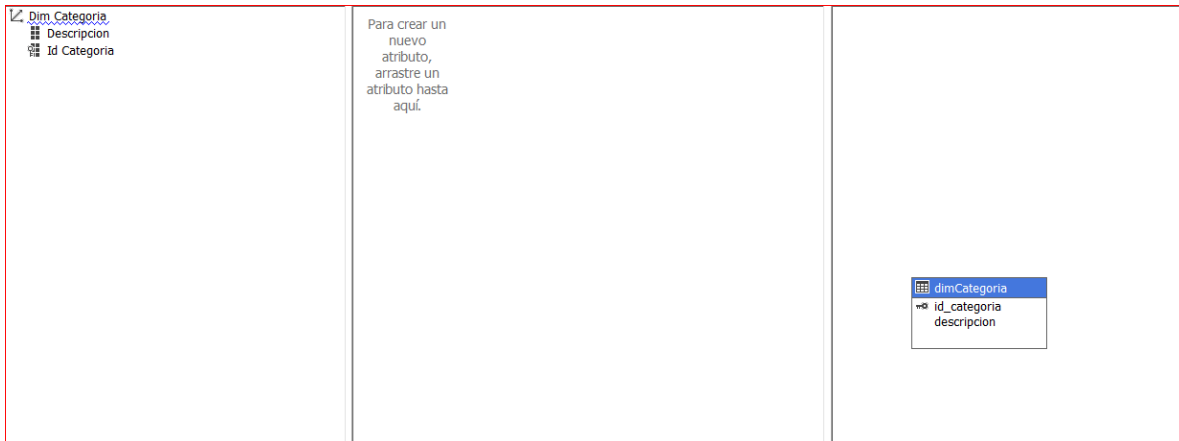 Dim Categoria
Descripcion
Id Categoria
Para crear un
nuevo
atributo,
arrastre un
atributo hasta
aquí.
dimCategoria
id_categoria
descripcion